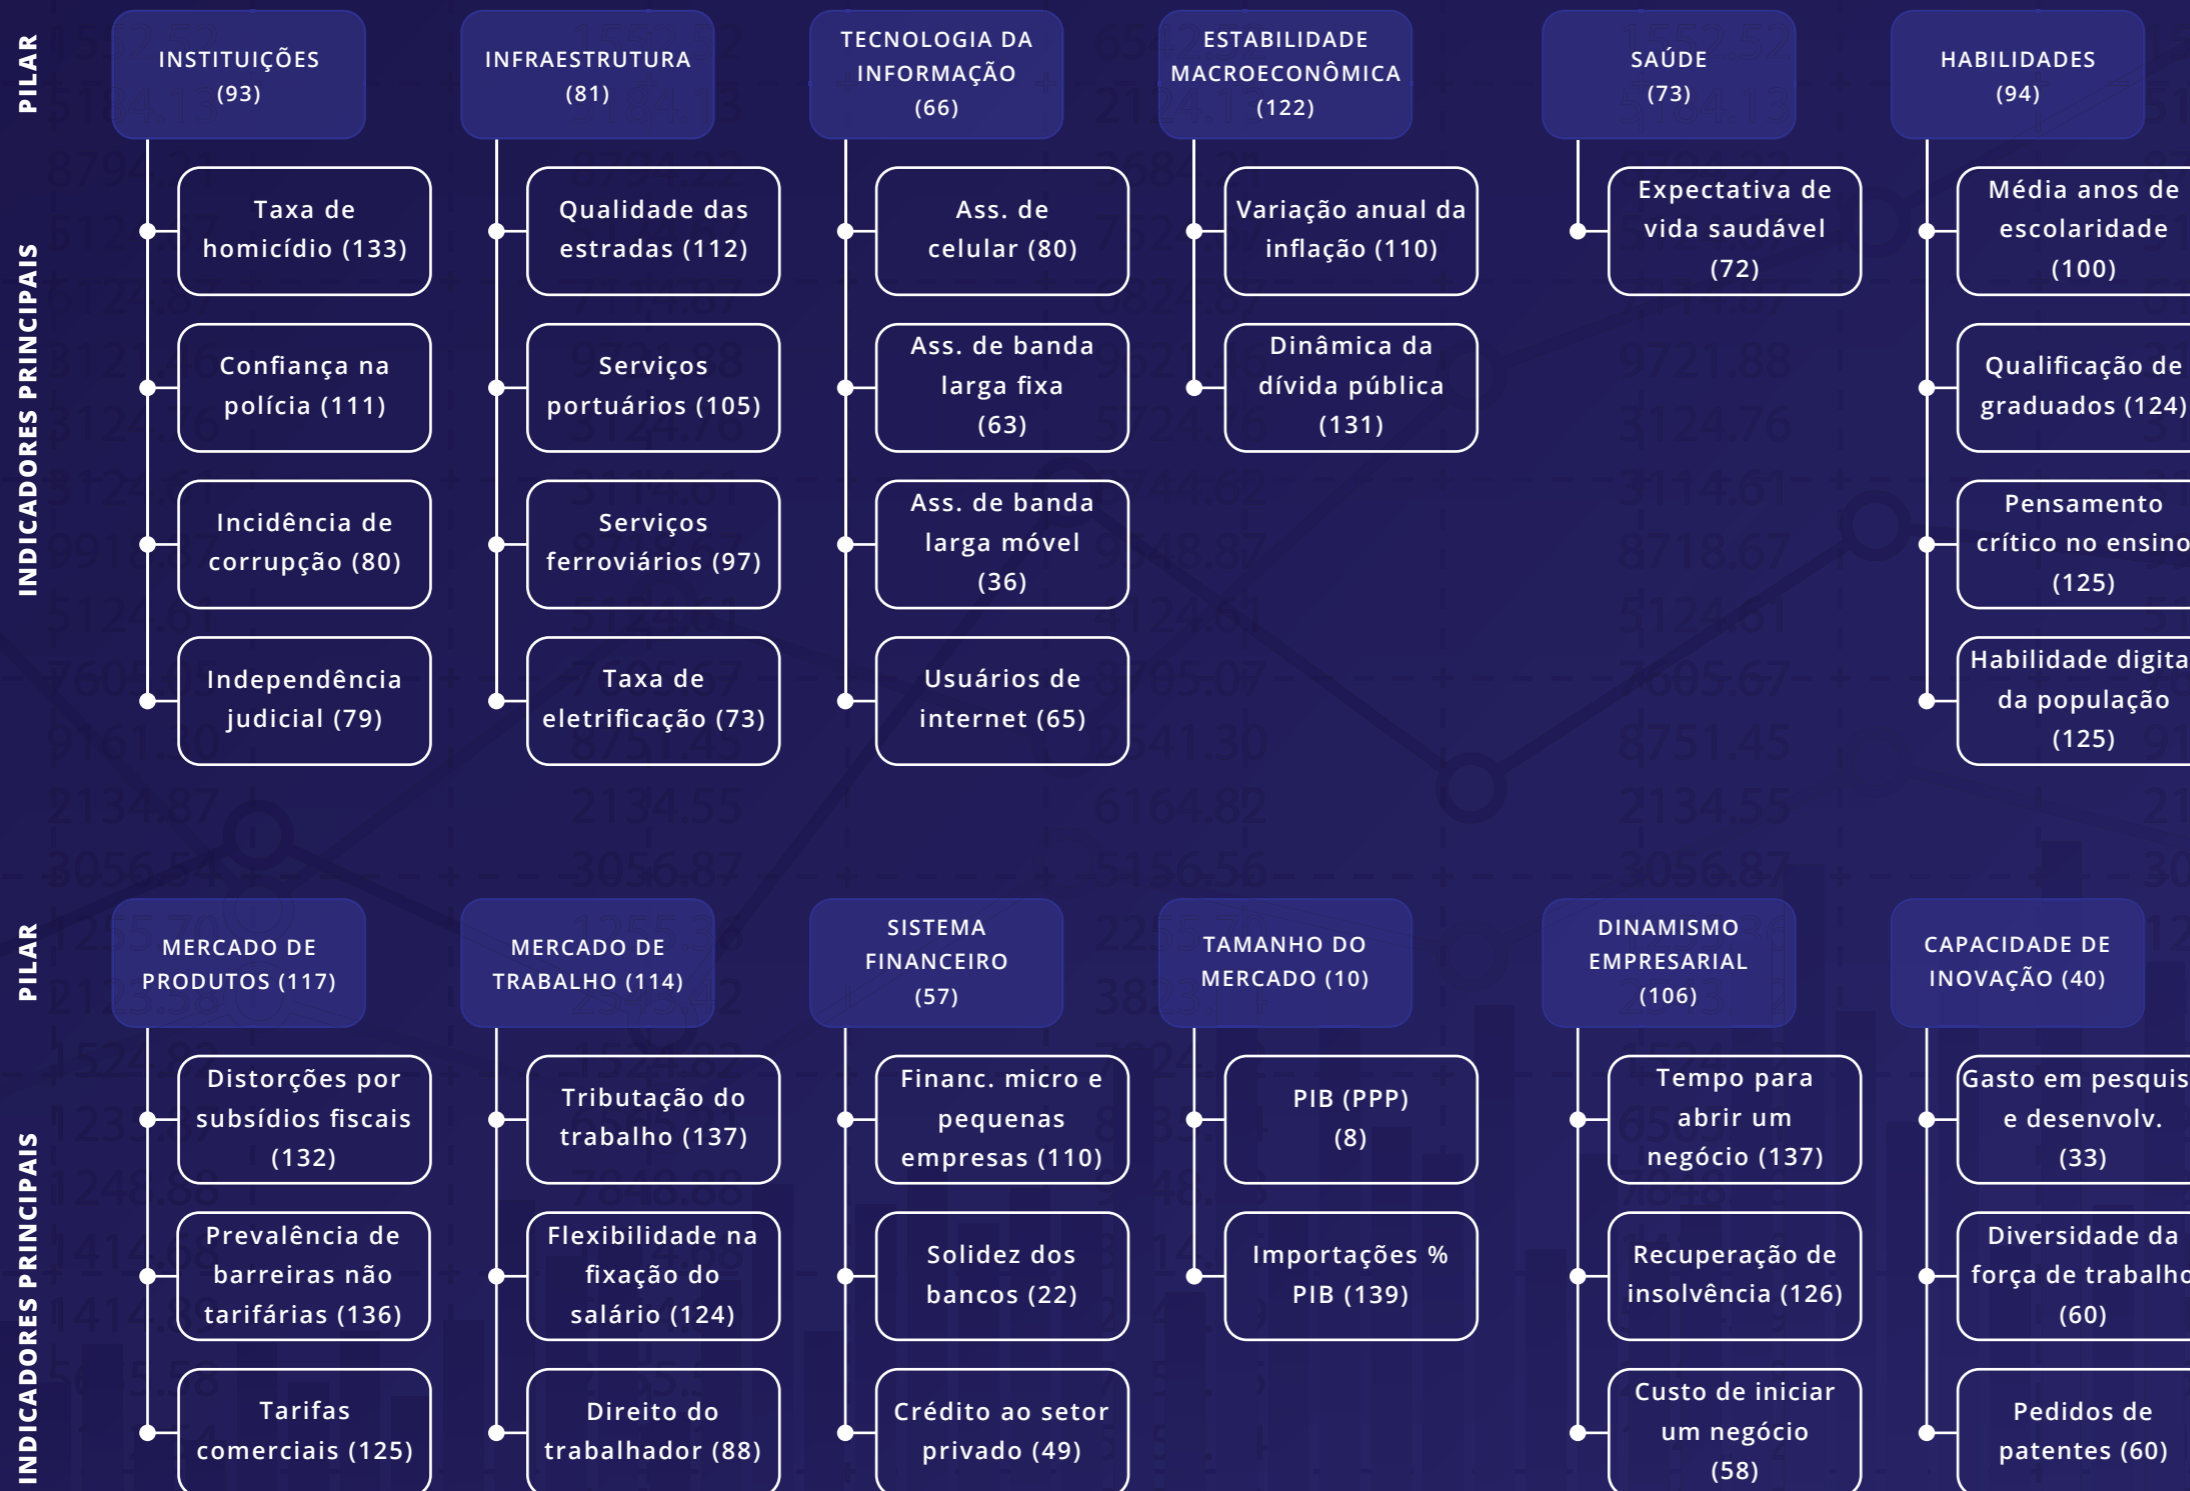 PILAR
INSTITUIÇÕES
(93)
INFRAESTRUTURA
(81)
TECNOLOGIA DA
INFORMAÇÃO
(66)
ESTABILIDADE
MACROECONÔMICA
(122)
SAÚDE
(73)
HABILIDADES
(94)
INDICADORES PRINCIPAIS
Taxa de
homicídio (133)
Confiança na
polícia (111)
Incidência de
corrupção (80)
Independência
judicial (79)
Qualidade das
estradas (112)
Serviços
portuários (105)
Serviços
ferroviários (97)
Taxa de
eletrificação (73)
Ass. de
celular (80)
Ass. de banda
larga fixa
(63)
Ass. de banda
larga móvel
(36)
Usuários de
internet (65)
Variação anual da
inflação (110)
Dinâmica da
dívida pública
(131)
Expectativa de
vida saudável
(72)
Média anos de
escolaridade
(100)
Qualificação de
graduados (124)
Pensamento
crítico no ensino
(125)
Habilidade digita
da população
(125)
PILAR
MERCADO DE
PRODUTOS (117)
MERCADO DE
TRABALHO (114)
SISTEMA
FINANCEIRO
(57)
TAMANHO DO
MERCADO (10)
DINAMISMO
EMPRESARIAL
(106)
CAPACIDADE DE
INOVAÇÃO (40)
INDICADORES PRINCIPAIS
Distorções por
subsídios fiscais
(132)
Prevalência de
barreiras não
tarifárias (136)
Tarifas
comerciais (125)
Tributação do
trabalho (137)
Flexibilidade na
fixação do
salário (124)
Direito do
trabalhador (88)
Financ. micro e
pequenas
empresas (110)
Solidez dos
bancos (22)
Crédito ao setor
privado (49)
PIB (PPP)
(8)
Importações %
PIB (139)
Tempo para
abrir um
negócio (137)
Recuperação de
insolvência (126)
Custo de iniciar
um negócio
(58)
Gasto em pesquis
e desenvolv.
(33)
Diversidade da
força de trabalho
(60)
Pedidos de
patentes (60)